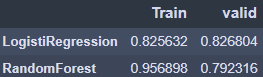 Train valid
LogistiRegression 0.825632 0.826804
RandomForest 0.956898 0.792316